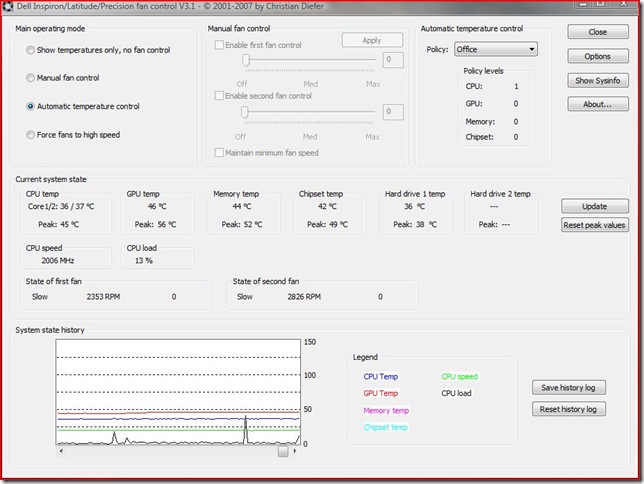 Dell Inspiron/Latitude/Precision fan control V3.1 - © 2001-2007 by Christian Diefer
Main operating mode
Show temperatures only, no fan control
Manual fan control
Automatic temperature control
Force fans to high speed
Manual fan control
Enable first fan control
Apply
0
Off Med Max
Enable second fan control
0
Off Med Max
Maintain minimum fan speed
Automatic temperature control
Policy: Office
Policy levels
CPU: 1
GPU: 0
Memory: 0
Chipset: 0
Close
Options
Show Sysinfo
About...
Current system state
CPU temp
Core1/2: 36 / 37 °C
Peak: 45 °C
GPU temp
46 °C
Peak: 56 °C
Memory temp
44 °C
Peak: 52 °C
Chipset temp
42 °C
Peak: 49 °C
Hard drive 1 temp
36 °C
Peak: 38 °C
Hard drive 2 temp
---
Peak: ---
Update
Reset peak values
CPU speed
2006 MHz
CPU load
13 %
State of first fan
Slow 2353 RPM 0
State of second fan
Slow 2826 RPM 0
System state history
150
100
50
0
Legend
CPU Temp
CPU speed
GPU Temp
CPU load
Memory temp
Chipset temp
Save history log
Reset history log